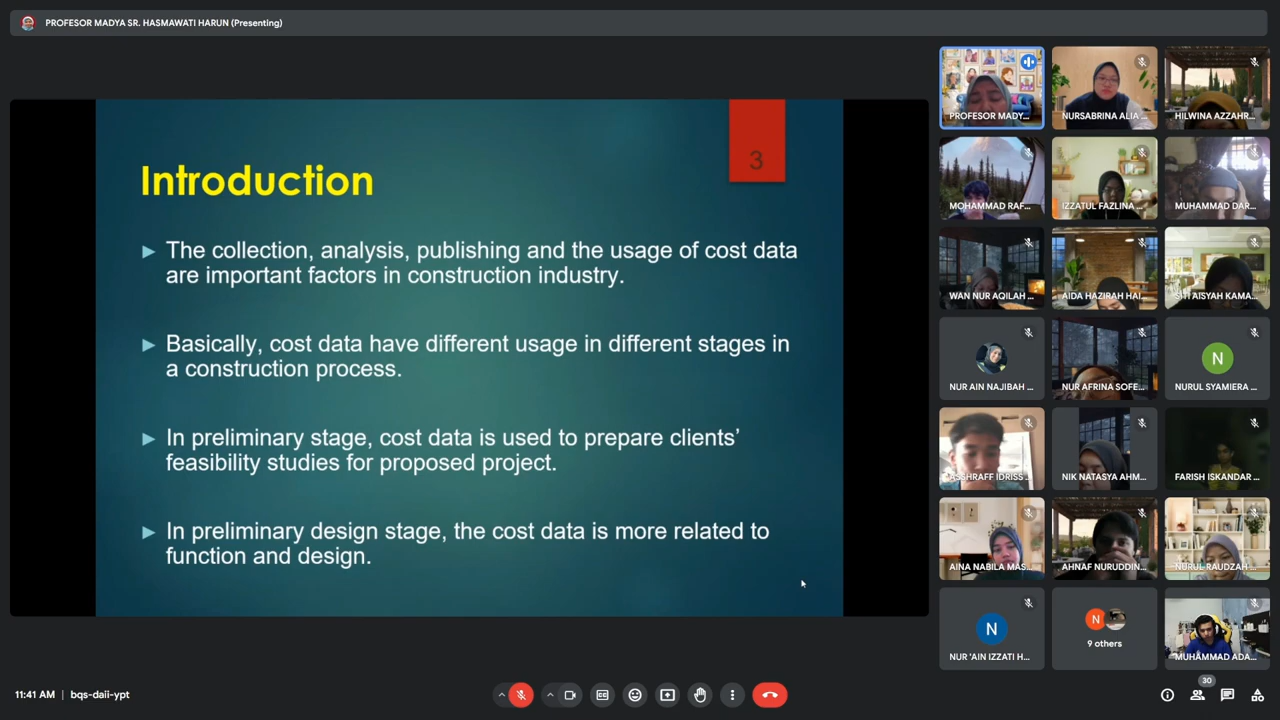 PROFESOR MADYA SR. HASMAWATI HARUN (Presenting)
3
Introduction
The collection, analysis, publishing and the usage of cost data
are important factors in construction industry.
Basically, cost data have different usage in different stages in
a construction process.
In preliminary stage, cost data is used to prepare clients’
feasibility studies for proposed project.
In preliminary design stage, the cost data is more related to
function and design.
PROFESOR MADY...
NURSABRINA ALIA ...
HILWINA AZZAHR...
MOHAMMAD RAF...
IZZATUL FAZLINA ...
MUHAMMAD DAR...
WAN NUR AQILAH ...
AIDA HAZIRAH HAI...
SITI AISYAH KAMA...
NUR AIN NAJIBAH ...
NUR AFRINA SOFE...
N
NURUL SYAMIERA ...
ASSHRAFF IDRISS ...
NIK NATASYA AHM...
FARISH ISKANDAR ...
AINA NABILA MAS...
AHNAF NURUDDIN...
NURUL RAUDZAH ...
N
NUR 'AIN IZZATI H...
N
9 others
MUHAMMAD ADA...
11:41 AM | bqs-daii-ypt
30